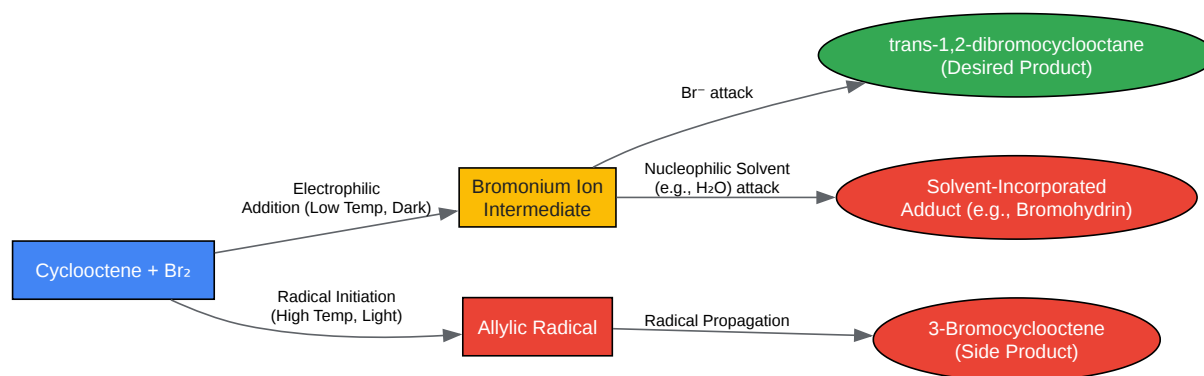 trans-1,2-dibromocyclooctane
(Desired Product)
Br⁻ attack
Nucleophilic Solvent
(e.g., H₂O) attack
Bromonium Ion
Intermediate
Solvent-Incorporated
Adduct (e.g., Bromohydrin)
Electrophilic
Addition (Low Temp, Dark)
Cyclooctene + Br₂
Radical Initiation
(High Temp, Light)
Allylic Radical
Radical Propagation
3-Bromocyclooctene
(Side Product)